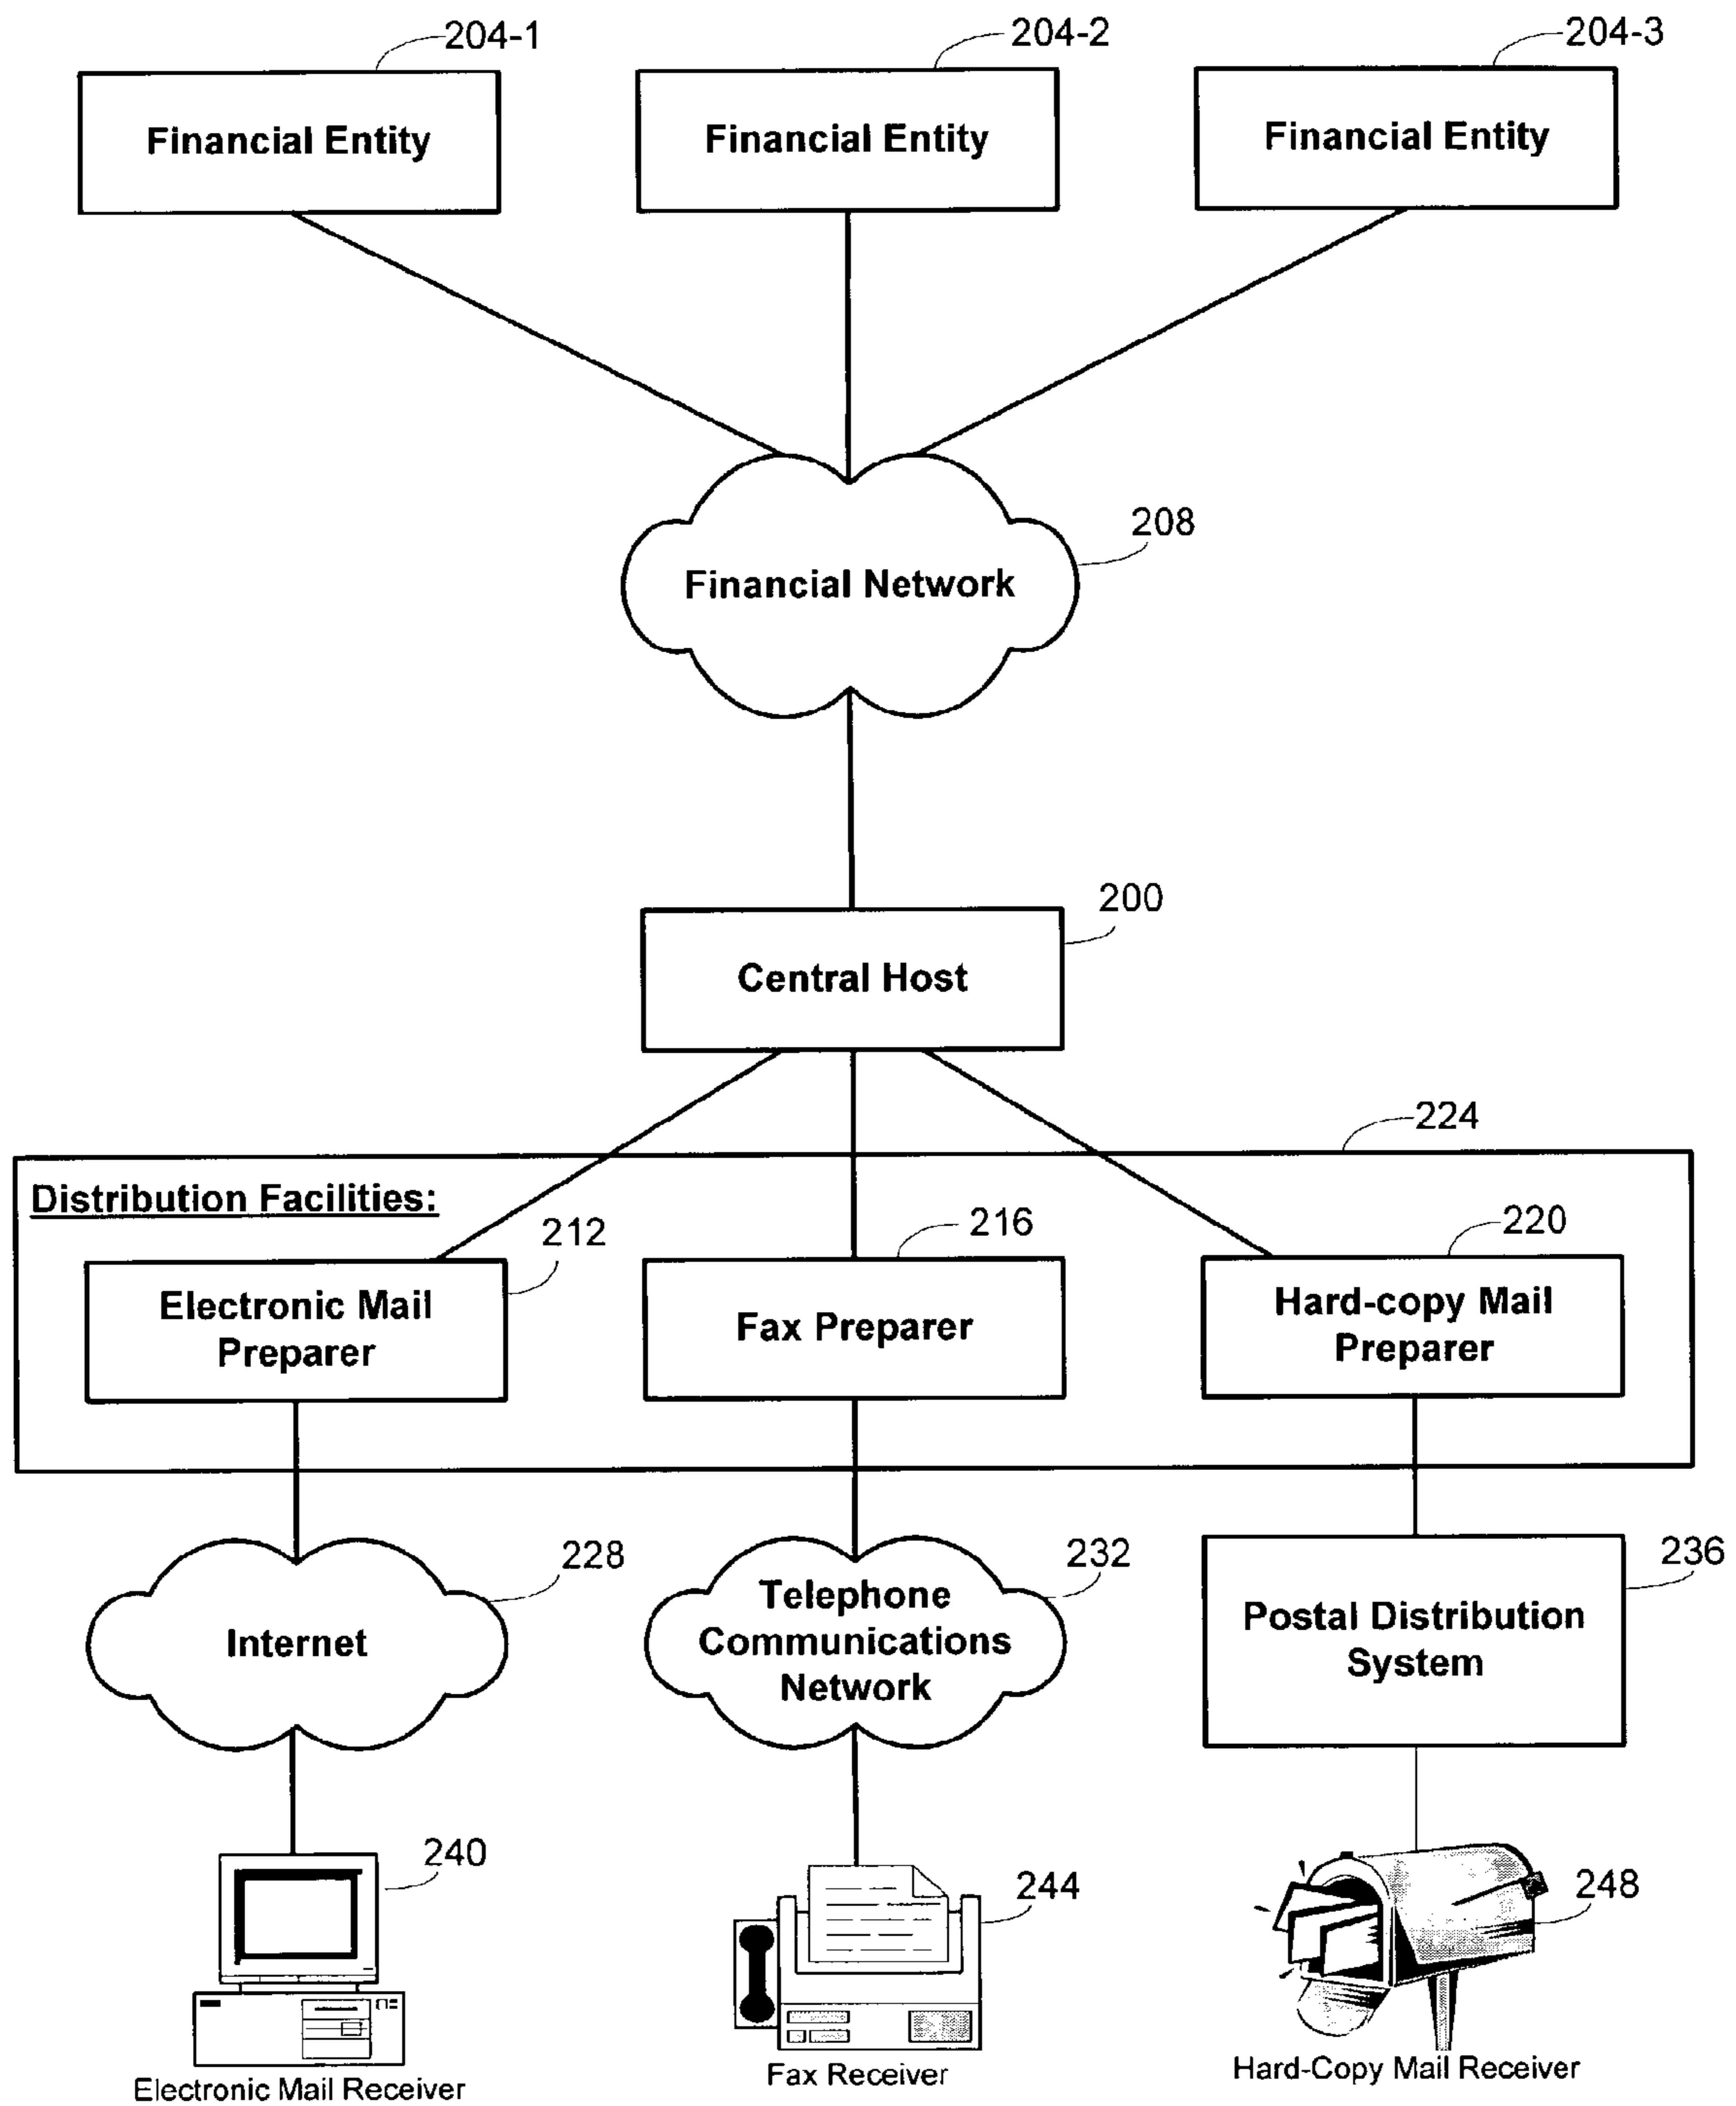 204-1
204-2
204-3
Financial Entity
Financial Entity
Financial Entity
208
Financial Network
200
Central Host
224
Distribution Facilities:
212
216
220
Electronic Mail
Preparer
Fax Preparer
Hard-copy Mail
Preparer
228
232
236
Internet
Telephone
Communications
Network
Postal Distribution
System
240
244
248
Electronic Mail Receiver
Fax Receiver
Hard-Copy Mail Receiver